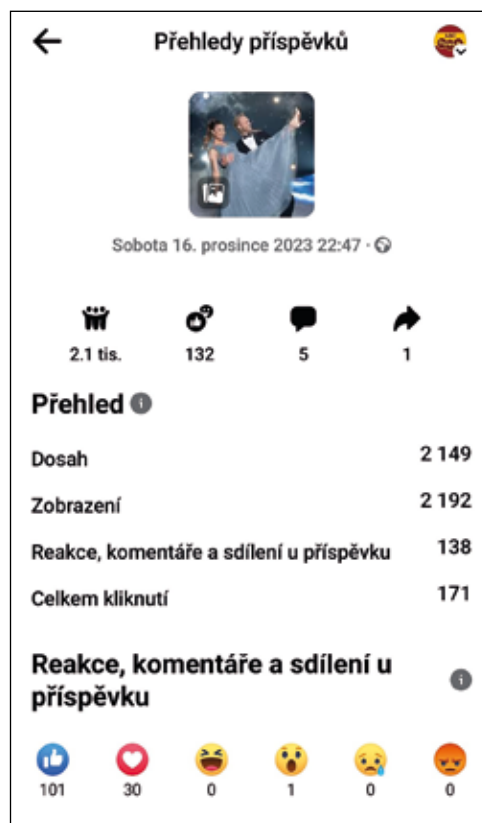 Přehledy příspěvků
Sobota 16. prosince 2023 22:47 ·
2.1 tis. 132 5 1
Přehled
Dosah 2 149
Zobrazení 2 192
Reakce, komentáře a sdílení u příspěvku 138
Celkem kliknutí 171
Reakce, komentáře a sdílení u
příspěvku
101 30 0 1 0 0